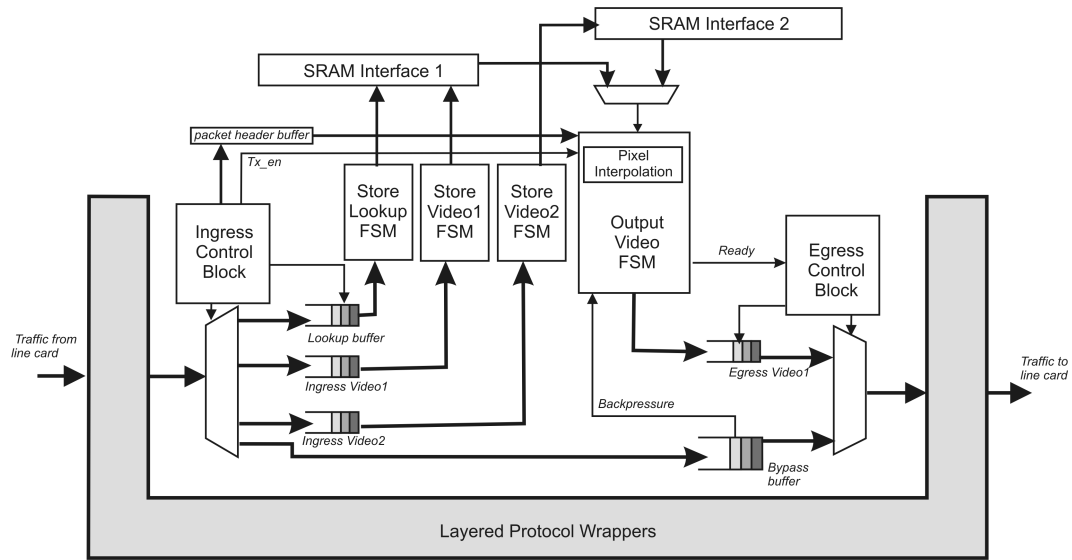 SRAM Interface 2
SRAM Interface 1
packet header buffer
Tx_en
Pixel
Interpolation
Store
Lookup
FSM
Store
Video1
FSM
Store
Video2
FSM
Output
Video
FSM
Ingress
Control
Block
Ready
Egress
Control
Block
Traffic from
line card
Lookup buffer
Ingress Video1
Ingress Video2
Egress Video1
Traffic to
line card
Backpressure
Bypass
buffer
Layered Protocol Wrappers